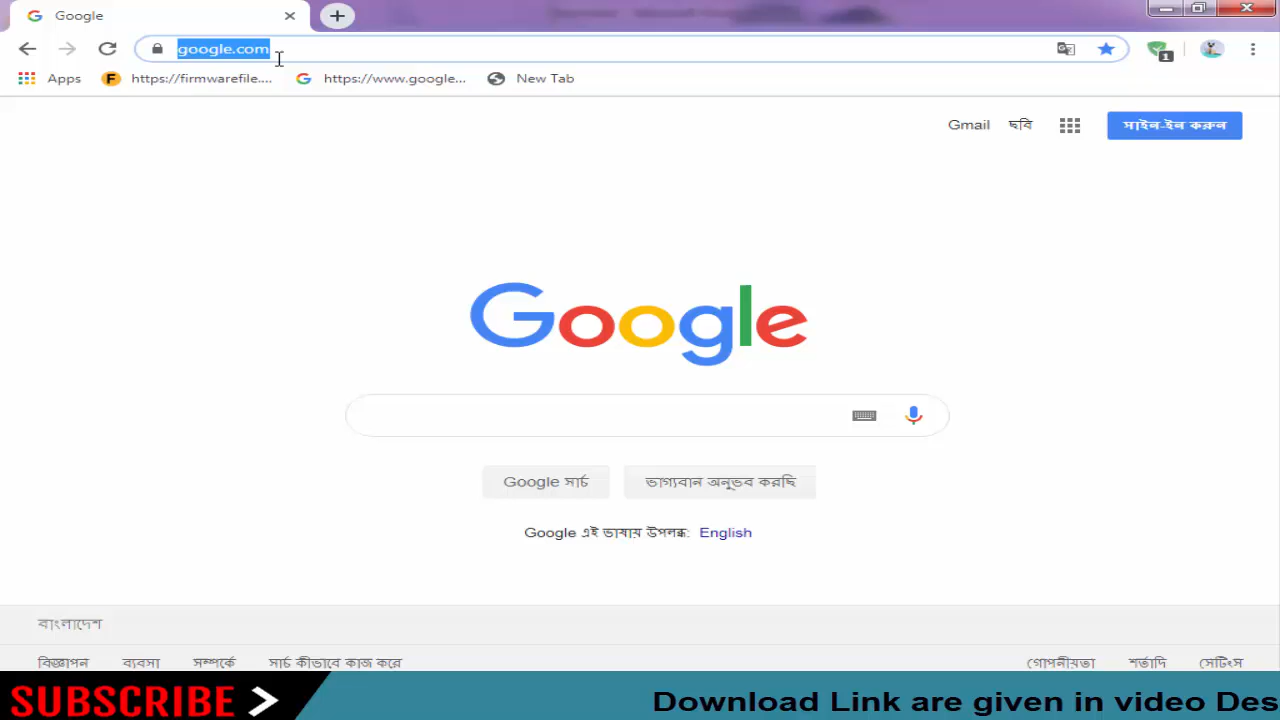 Google
google.com
1
Apps
https://firmwarefile....
https://www.google...
New Tab
Gmail ছবি সাইন-ইন করুন
Google
Google সার্চ ভাগ্যবান অনুভব করছি
Google এই ভাষায় উপলব্ধ: English
বাংলাদেশ
বিজ্ঞাপন ব্যবসা সম্পর্কে সার্চ কীভাবে কাজ করে গোপনীয়তা শর্তাদি সেটিংস
SUBSCRIBE
Download Link are given in video Des